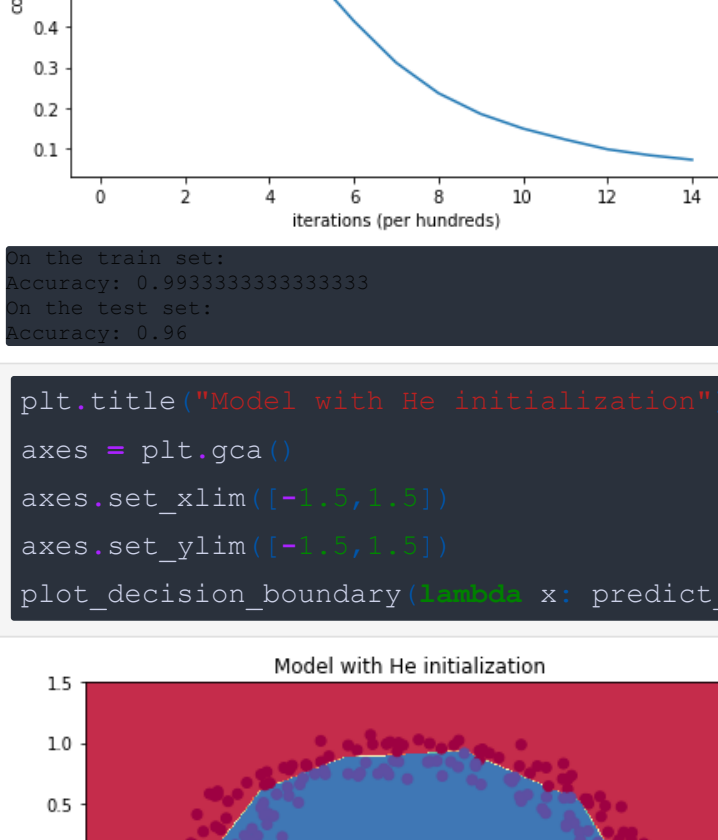 0.4
0.3
0.2
0.1
0 2 4 6 8 10 12 14
iterations (per hundreds)
On the train set:
Accuracy: 0.9933333333333333
On the test set:
Accuracy: 0.96
plt.title("Model with He initialization"
axes = plt.gca()
axes.set_xlim([-1.5,1.5])
axes.set_ylim([-1.5,1.5])
plot_decision_boundary(lambda x: predict_
Model with He initialization
1.5
1.0
0.5